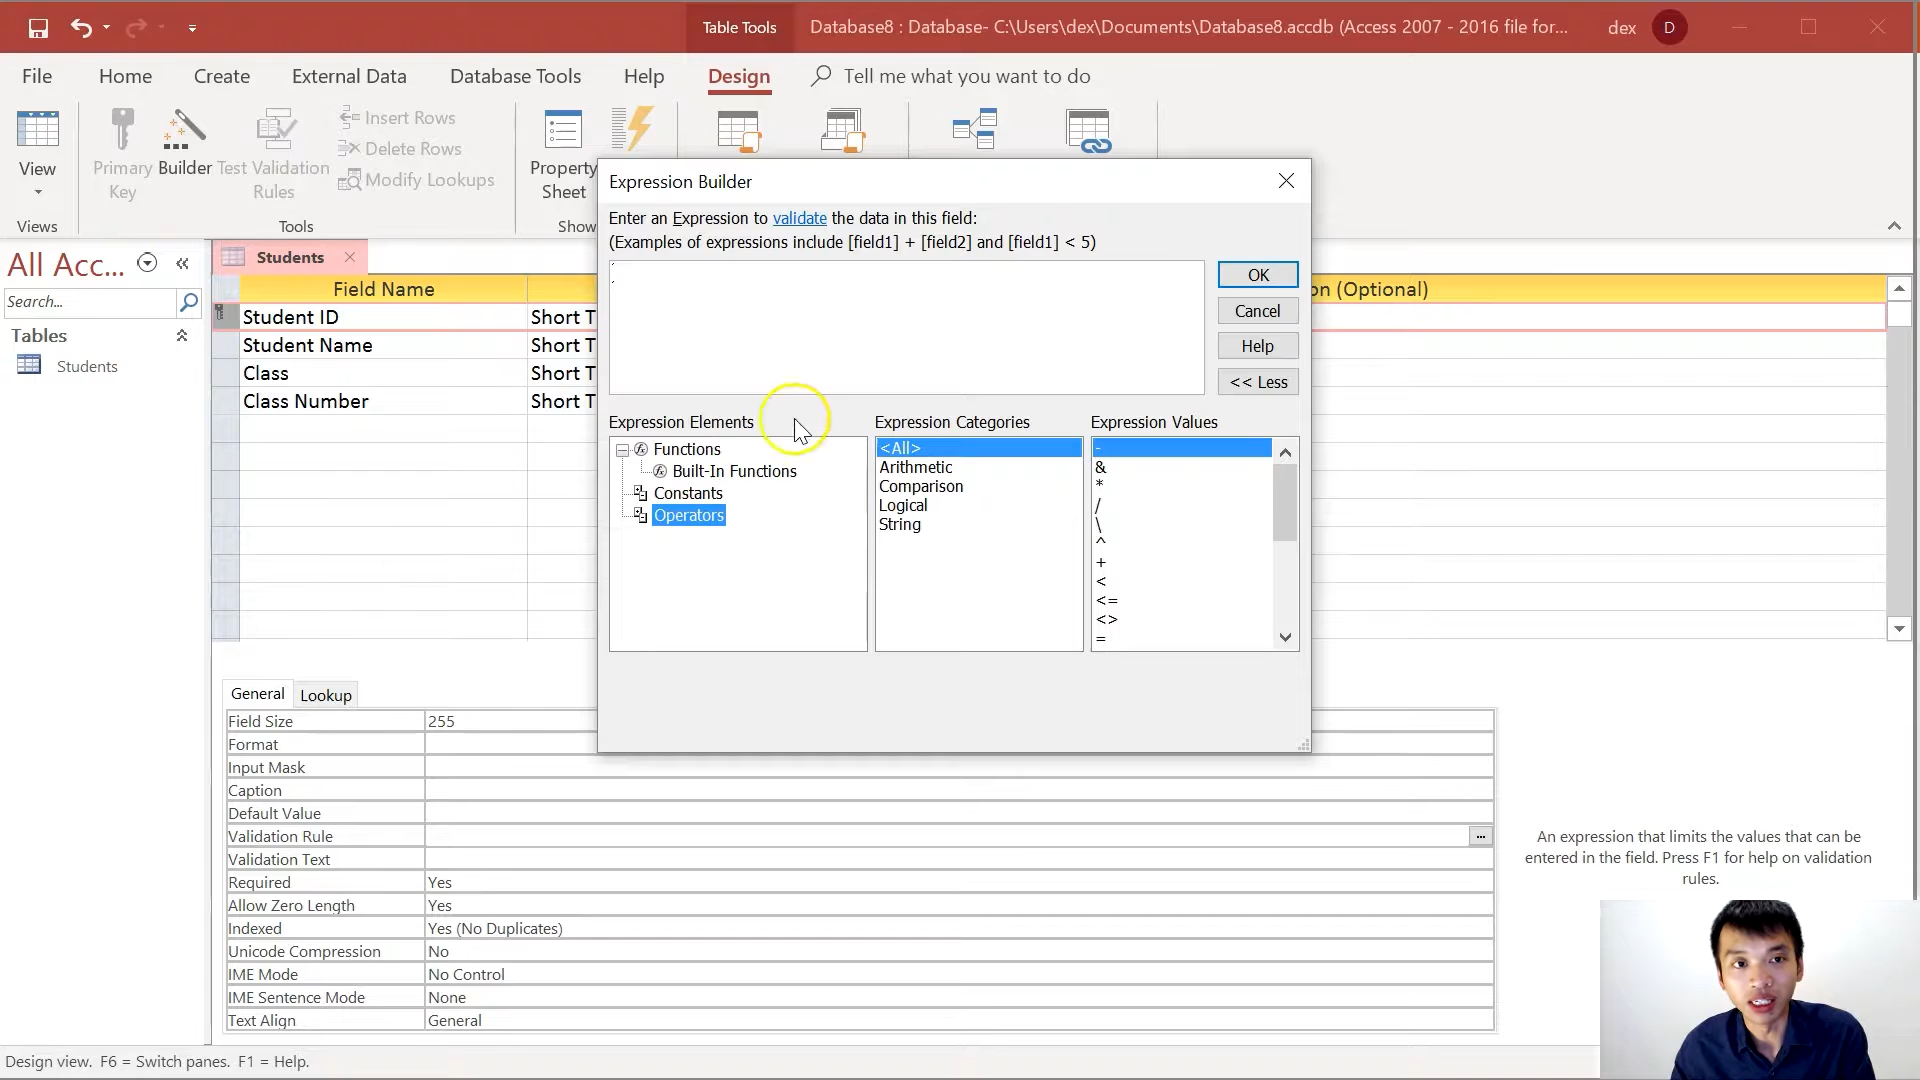 Table Tools
Database8 : Database- C:\Users\dex\Documents\Database8.accdb (Access 2007 - 2016 file for...
dex
D
File
Home
Create
External Data
Database Tools
Help
Design
Tell me what you want to do
View
Primary Key
Builder
Test Validation Rules
Insert Rows
Delete Rows
Modify Lookups
Property Sheet
Views
Tools
Show
Expression Builder
Enter an Expression to validate the data in this field:
(Examples of expressions include [field1] + [field2] and [field1] < 5)
OK
Cancel
Help
<< Less
Expression Elements
Functions
Built-In Functions
Constants
Operators
Expression Categories
<All>
Arithmetic
Comparison
Logical
String
Expression Values
-
&
*
/
\
^
+
<
<=
<>
=
All Acc...
Search...
Tables
Students
Students
Field Name
on (Optional)
Student ID
Short T
Student Name
Short T
Class
Short T
Class Number
Short T
General
Lookup
Field Size
255
Format
Input Mask
Caption
Default Value
Validation Rule
...
Validation Text
Required
Yes
Allow Zero Length
Yes
Indexed
Yes (No Duplicates)
Unicode Compression
No
IME Mode
No Control
IME Sentence Mode
None
Text Align
General
An expression that limits the values that can be
entered in the field. Press F1 for help on validation
rules.
Design view. F6 = Switch panes. F1 = Help.